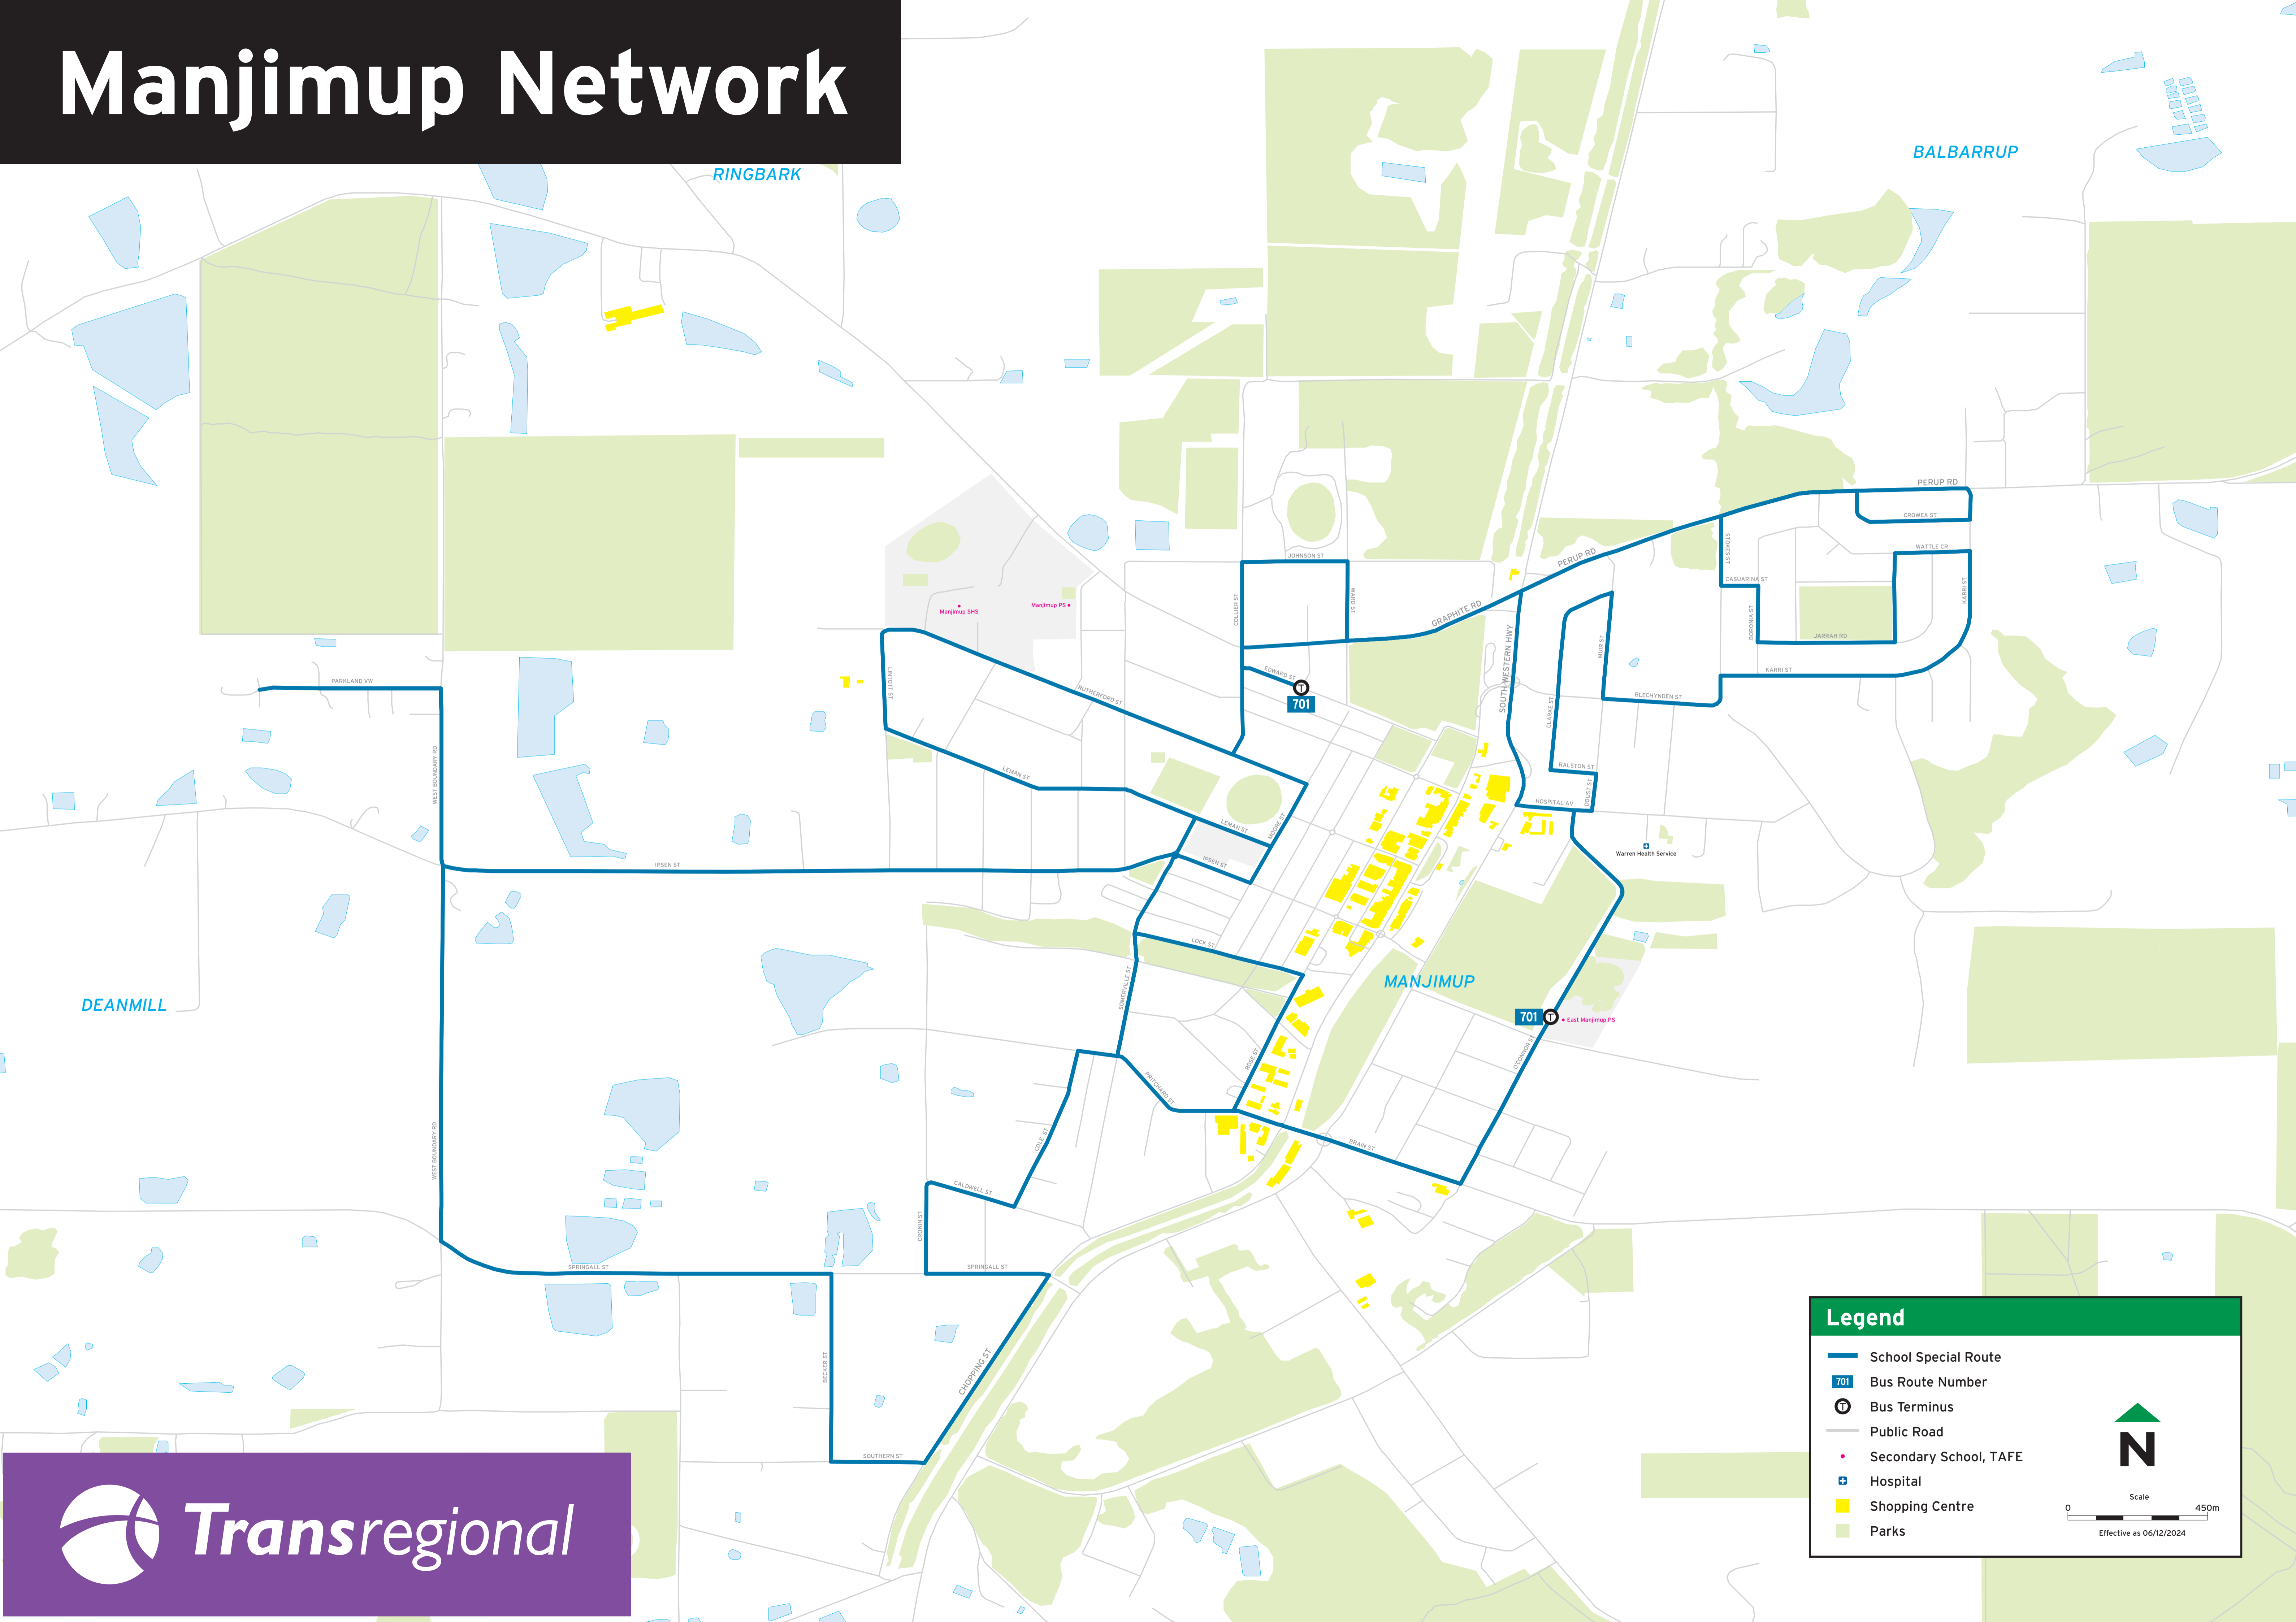 Manjimup Network
RINGBARK
BALBARRUP
PERUP RD
CROWEA ST
STOKES ST
WATTLE CR
JOHNSON ST
PERUP RD
CASUARINA ST
KARRI ST
COLLIER ST
WARD ST
GRAPHITE RD
BORONIA ST
JARRAH RD
Manjimup SHS
Manjimup PS
SOUTH WESTERN HWY
MUIR ST
KARRI ST
EDWARD ST
T
701
LINTOTT ST
RUTHERFORD ST
PARKLAND VW
BLECHYNDEN ST
CLARKE ST
WEST BOUNDARY RD
LEMAN ST
RALSTON ST
DOUST ST
HOSPITAL AV
LEMAN ST
MOORE ST
IPSEN ST
IPSEN ST
Warren Health Service
LOCK ST
SOMERVILLE ST
MANJIMUP
DEANMILL
701
T
East Manjimup PS
O'CONNOR ST
ROSE ST
PRITCHARD ST
COLE ST
BRAIN ST
WEST BOUNDARY RD
CALDWELL ST
CRONIN ST
SPRINGALL ST
SPRINGALL ST
BECKER ST
CHOPPING ST
SOUTHERN ST
Legend
School Special Route
701
Bus Route Number
T
Bus Terminus
Public Road
Secondary School, TAFE
Hospital
Shopping Centre
Parks
N
Scale
0 450m
Effective as 06/12/2024
Transregional